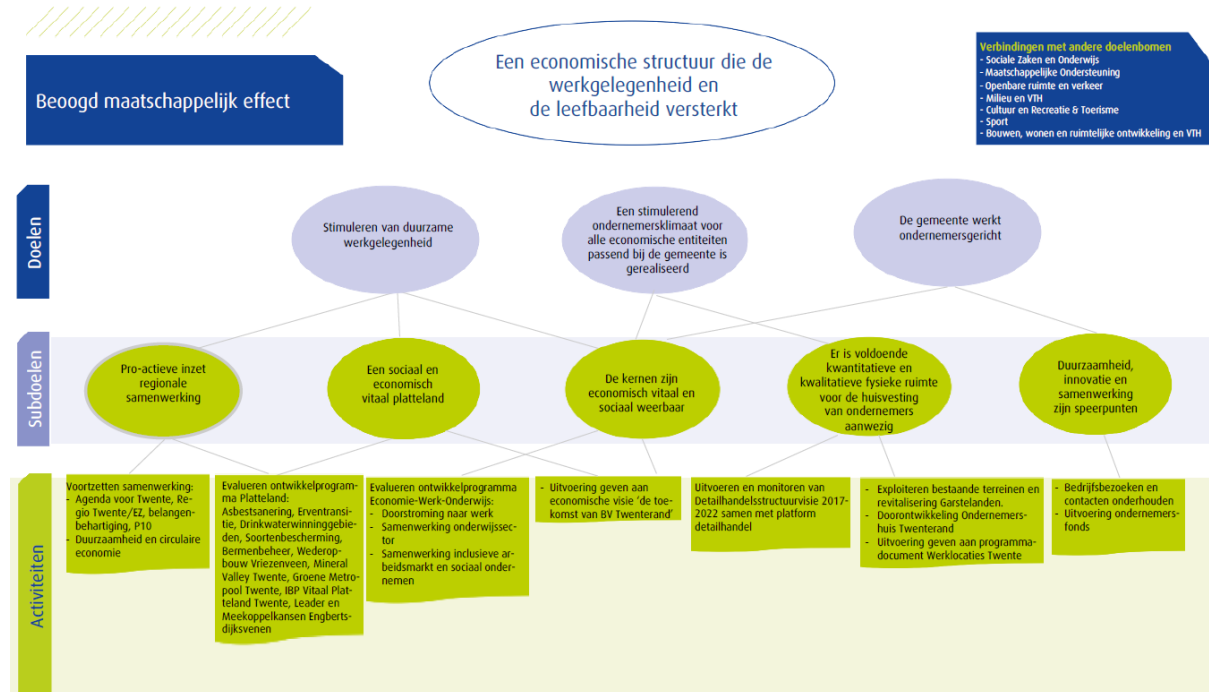 Beoogd maatschappelijk effect
Een economische structuur die de
werkgelegenheid en
de leefbaarheid versterkt
Verbindingen met andere doelenbomen
- Sociale Zaken en Onderwijs
- Maatschappelijke Ondersteuning
- Openbare ruimte en verkeer
- Milieu en VTH
- Cultuur en Recreatie & Toerisme
- Sport
- Bouwen, wonen en ruimtelijke ontwikkeling en VTH
Doelen
Stimuleren van duurzame
werkgelegenheid
Een stimulerend
ondernemersklimaat voor
alle economische entiteiten
passend bij de gemeente is
gerealiseerd
De gemeente werkt
ondernemersgericht
Subdoelen
Pro-actieve inzet
regionale
samenwerking
Een sociaal en
economisch
vitaal platteland
De kernen zijn
economisch vitaal en
sociaal weerbaar
Er is voldoende
kwantitatieve en
kwalitatieve fysieke ruimte
voor de huisvesting
van ondernemers
aanwezig
Duurzaamheid,
innovatie en
samenwerking
zijn speerpunten
Activiteiten
Voortzetten samenwerking:
- Agenda voor Twente, Re-
gio Twente/EZ, belangen-
behartiging, P10
- Duurzaamheid en circulaire
economie
Evalueren ontwikkelprogram-
ma Platteland:
Asbestsanering, Erventransi-
tie, Drinkwaterwinninggebie-
den, Soortenbescherming,
Bermenbeheer, Wederop-
bouw Vriezenveen, Mineral
Valley Twente, Groene Metro-
pool Twente, IBP Vitaal Plat-
teland Twente, Leader en
Meekoppelkansen Engberts-
dijksvenen
Evalueren ontwikkelprogramma
Economie-Werk-Onderwijs:
- Doorstroming naar werk
- Samenwerking onderwijssec-
tor
- Samenwerking inclusieve ar-
beidsmarkt en sociaal onder-
nemen
- Uitvoering geven aan
economische visie 'de toe-
komst van BV Twenterand'
Uitvoeren en monitoren van
Detailhandelsstructuurvisie 2017-
2022 samen met platform
detailhandel
- Exploiteren bestaande terreinen en
revitalisering Garstelanden.
- Doorontwikkeling Ondernemers-
huis Twenterand
- Uitvoering geven aan programma-
document Werklocaties Twente
- Bedrijfsbezoeken en
contacten onderhouden
- Uitvoering ondernemers-
fonds